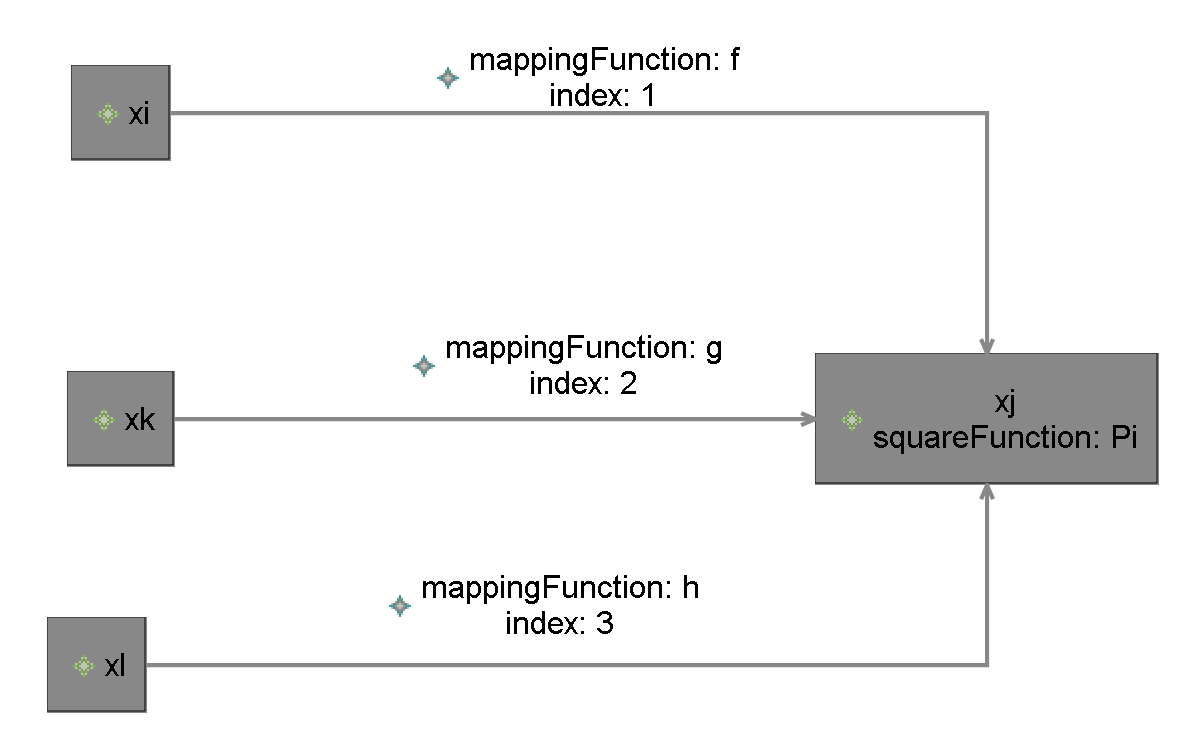 mappingFunction: f
index: 1
xi
mappingFunction: g
index: 2
xk
xj
squareFunction: Pi
mappingFunction: h
index: 3
xl